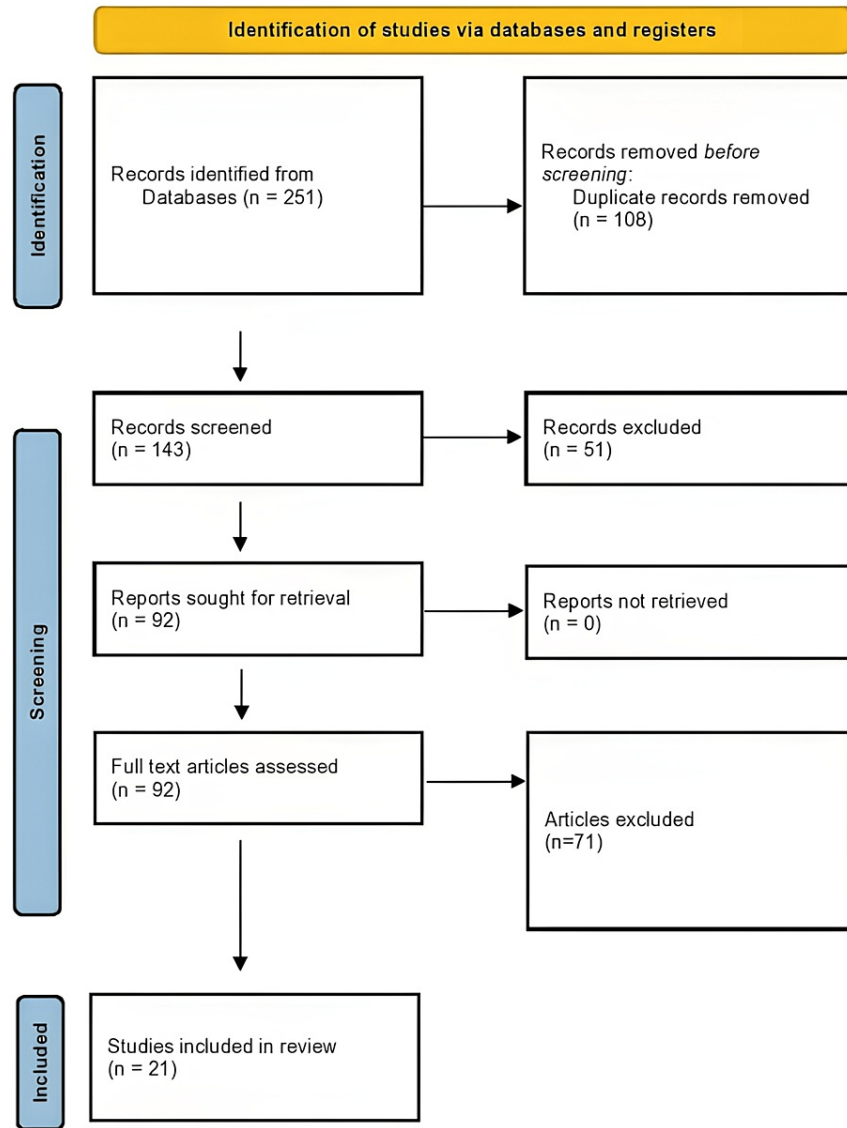 Identification of studies via databases and registers
Identification
Records identified from
Databases (n = 251)
Records removed before
screening:
Duplicate records removed
(n = 108)
Screening
Records screened
(n = 143)
Records excluded
(n = 51)
Reports sought for retrieval
(n = 92)
Reports not retrieved
(n = 0)
Full text articles assessed
(n = 92)
Articles excluded
(n=71)
Included
Studies included in review
(n = 21)